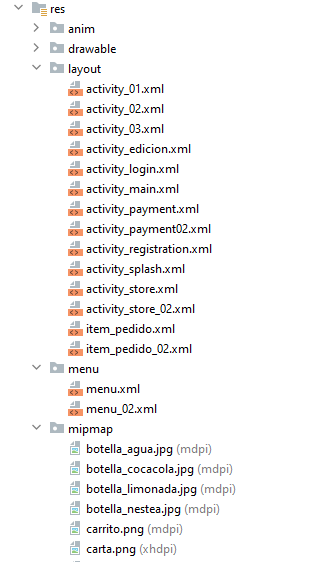 res
anim
drawable
layout
activity_01.xml
activity_02.xml
activity_03.xml
activity_edicion.xml
activity_login.xml
activity_main.xml
activity_payment.xml
activity_payment02.xml
activity_registration.xml
activity_splash.xml
activity_store.xml
activity_store_02.xml
item_pedido.xml
item_pedido_02.xml
menu
menu.xml
menu_02.xml
mipmap
botella_agua.jpg (mdpi)
botella_cocacola.jpg (mdpi)
botella_limonada.jpg (mdpi)
botella_nestea.jpg (mdpi)
carrito.png (mdpi)
carta.png (xhdpi)